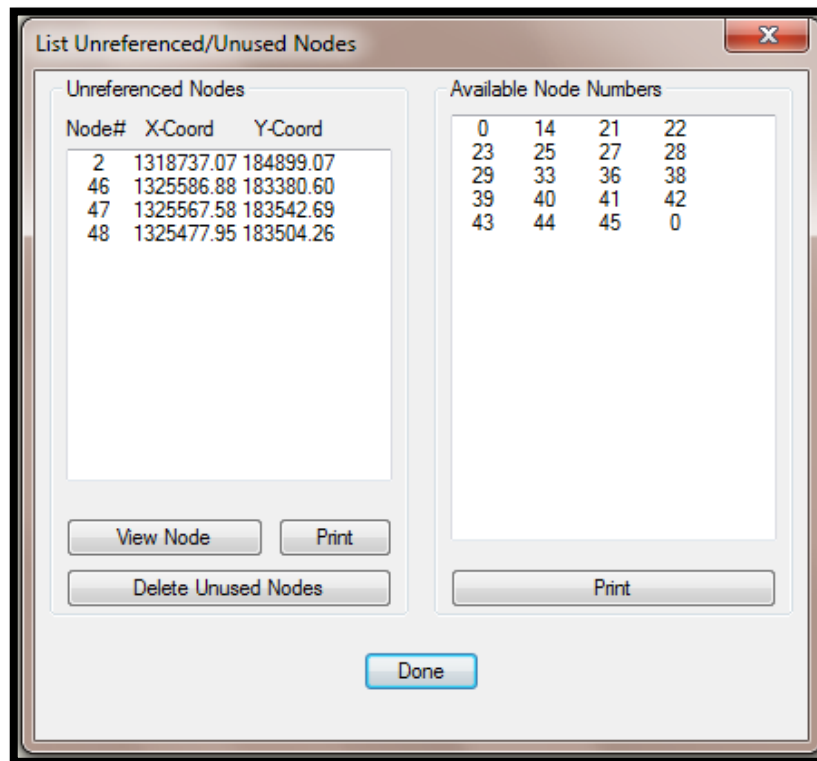 List Unreferenced/Unused Nodes
X
Unreferenced Nodes
Node# X-Coord Y-Coord
2 1318737.07 184899.07
46 1325586.88 183380.60
47 1325567.58 183542.69
48 1325477.95 183504.26
View Node Print
Delete Unused Nodes
Available Node Numbers
0 14 21 22
23 25 27 28
29 33 36 38
39 40 41 42
43 44 45 0
Print
Done